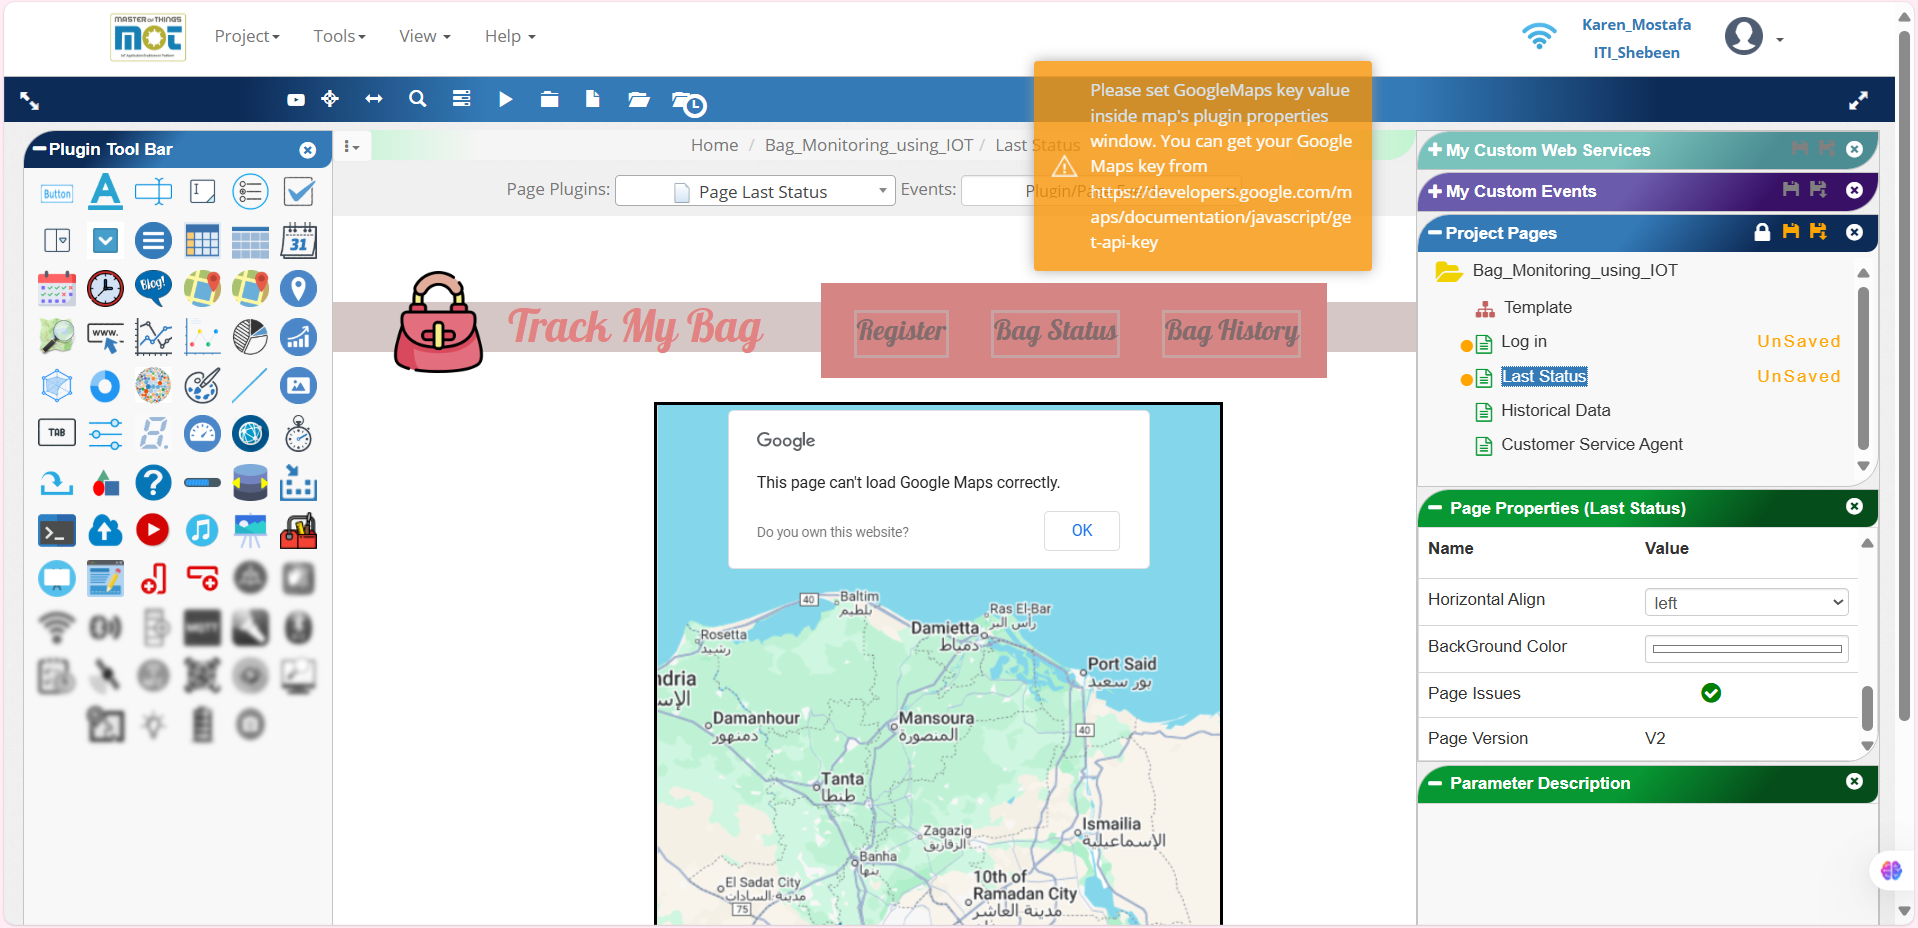 MASTER OF THINGS
MOT
Project
Tools
View
Help
Karen_Mostafa
ITI_Shebeen
Plugin Tool Bar
Home / Bag_Monitoring_using_IOT / Last Status
Page Plugins:
Page Last Status
Events:
Please set GoogleMaps key value
inside map's plugin properties
window. You can get your Google
Maps key from
https://developers.google.com/m
aps/documentation/javascript/ge
t-api-key
Button
A
I
31
Blog!
www.
TAB
Track My Bag
Register
Bag Status
Bag History
Google
This page can't load Google Maps correctly.
Do you own this website?
OK
40
Baltim
بلطيم
Ras El-Bar
رأس البر
Rosetta
رشيد
Damietta
دمياط
Port Said
بور سعيد
ndria
الإس
Damanhour
دمنهور
Mansoura
المنصورة
40
Tanta
طنطا
Zagazig
الزقازيق
Ismailia
الإسماعيلية
Banha
بنها
El Sadat City
مدينة السادات
75
10th of
Ramadan City
مدينة العاشر
My Custom Web Services
My Custom Events
Project Pages
Bag_Monitoring_using_IOT
Template
Log in
UnSaved
Last Status
UnSaved
Historical Data
Customer Service Agent
Page Properties (Last Status)
Name
Value
Horizontal Align
left
BackGround Color
Page Issues
Page Version
V2
Parameter Description